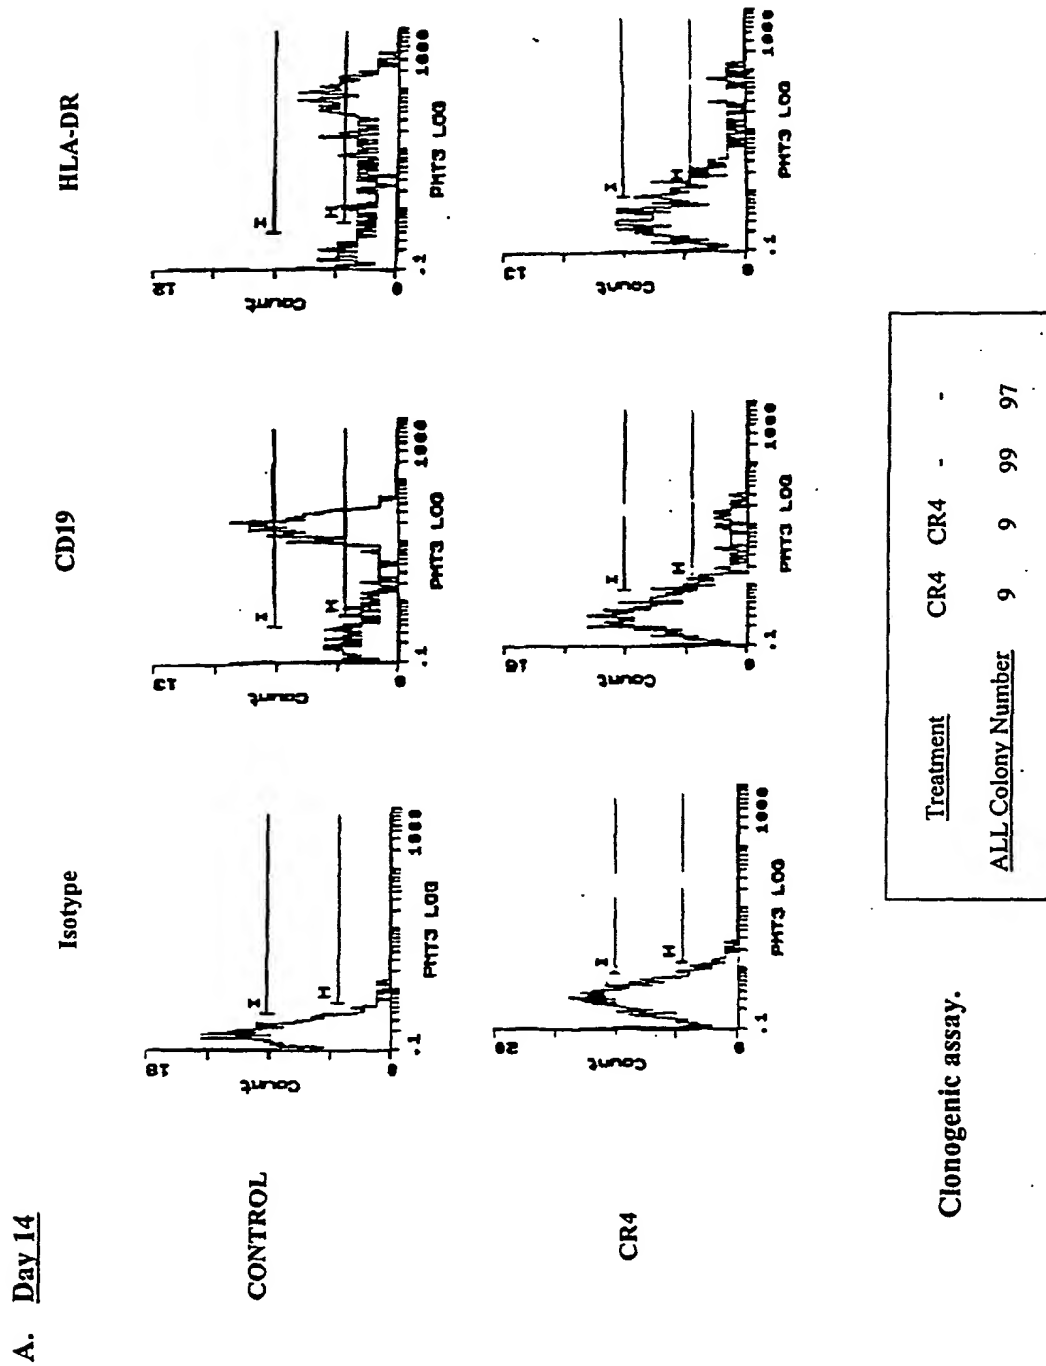 A. Day 14
Isotype CD19 HLA-DR
CONTROL
18 13 12
Count Count Count
I I I
H H H
0 0 0
.1 1000 .1 1000 .1 1000
PMT3 LOG PMT3 LOG PMT3 LOG
CR4
20 16 13
Count Count Count
I I I
H H H
0 0 0
.1 1000 .1 1000 .1 1000
PMT3 LOG PMT3 LOG PMT3 LOG
Clonogenic assay.
Treatment CR4 CR4 - -
ALL Colony Number 9 9 99 97